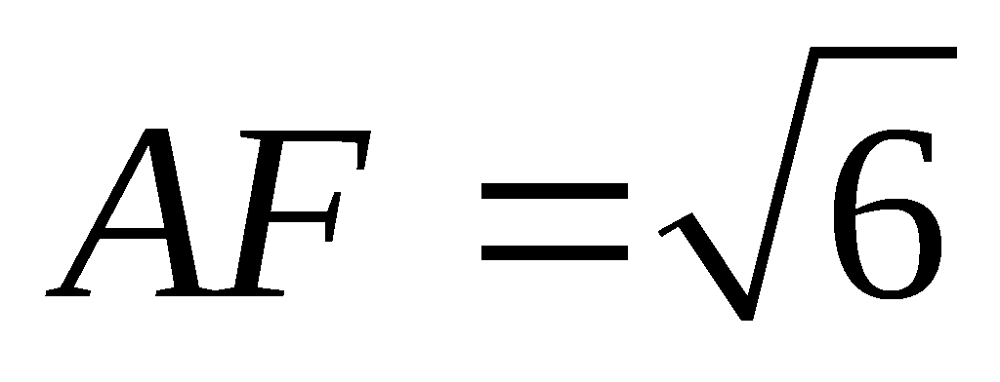 AF = √6